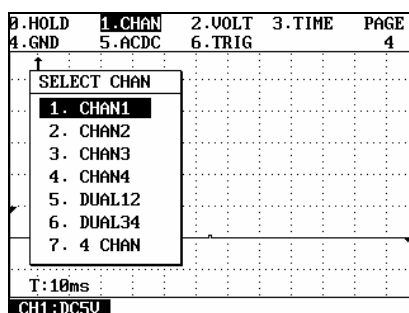 0.HOLD 1.CHAN 2.VOLT 3.TIME PAGE
4.GND 5.ACDC 6.TRIG 4
SELECT CHAN
1. CHAN1
2. CHAN2
3. CHAN3
4. CHAN4
5. DUAL12
6. DUAL34
7. 4 CHAN
T:10ms
CH1:DC5V